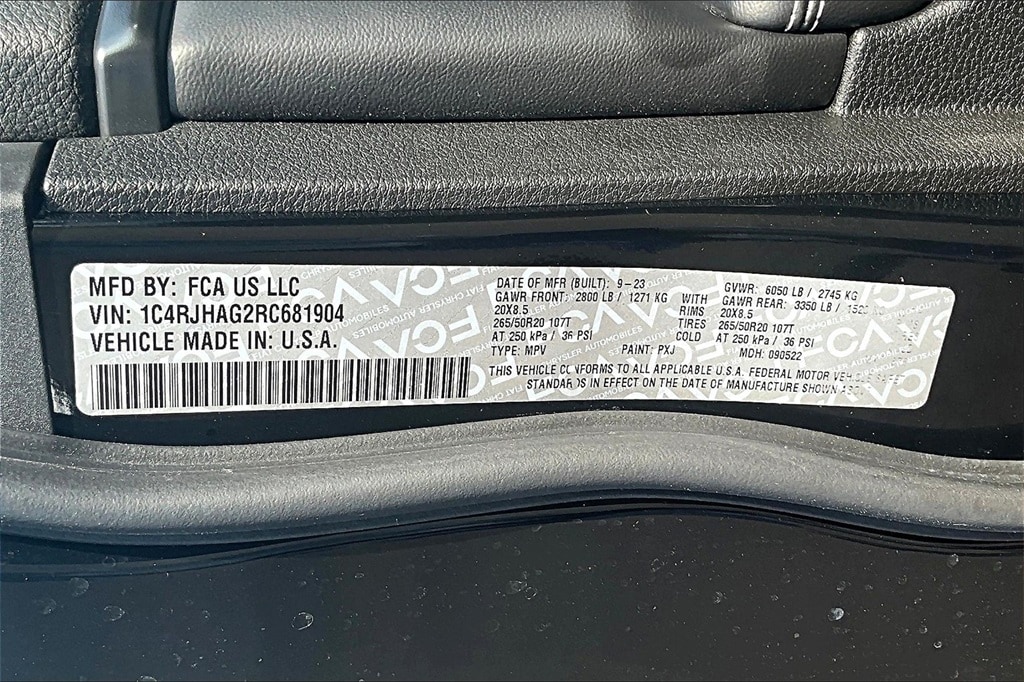 MFD BY: FCA US LLC
VIN: 1C4RJHAG2RC681904
VEHICLE MADE IN: U.S.A.
DATE OF MFR (BUILT): 9-23 GVWR: 6050 LB / 2745 KG
GAWR FRONT: 2800 LB / 1271 KG WITH GAWR REAR: 3350 LB /
20X8.5 RIMS 20X8.5
265/50R20 107T TIRES 265/50R20 107T
AT 250 kPa / 36 PSI COLD AT 250 kPa / 36 PSI
TYPE: MPV PAINT: PXJ MDH: 090522
THIS VEHICLE CONFORMS TO ALL APPLICABLE U.S.A. FEDERAL MOTOR
STANDARDS IN EFFECT ON THE DATE OF MANUFACTURE SHOWN